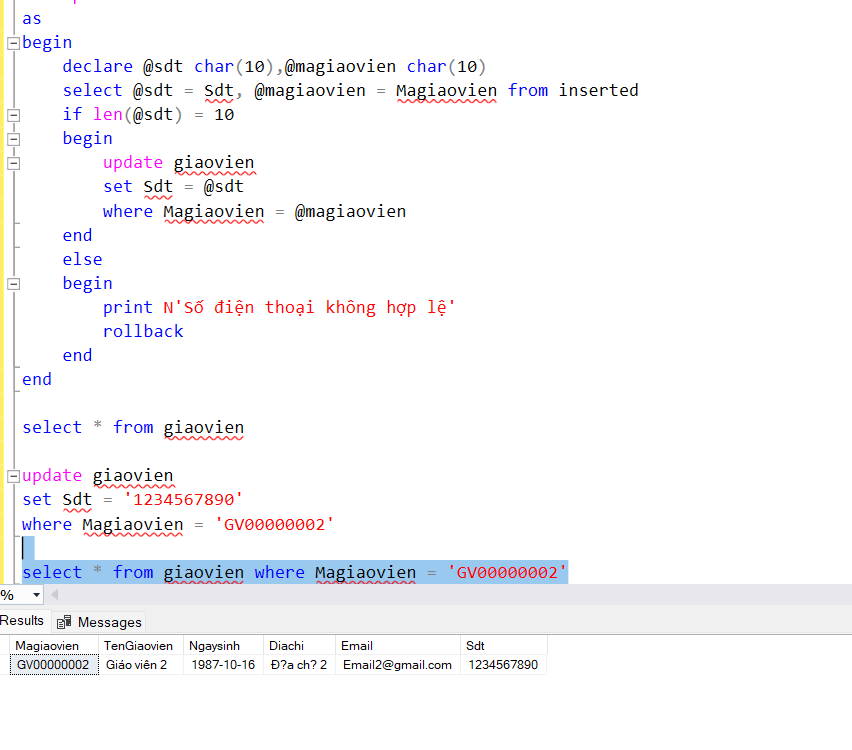 as
begin
declare @sdt char(10),@magiaovien char(10)
select @sdt = Sdt, @magiaovien = Magiaovien from inserted
if len(@sdt) = 10
begin
update giaovien
set Sdt = @sdt
where Magiaovien = @magiaovien
end
else
begin
print N'Số điện thoại không hợp lệ'
rollback
end
end
select * from giaovien
update giaovien
set Sdt = '1234567890'
where Magiaovien = 'GV00000002'
select * from giaovien where Magiaovien = 'GV00000002'
%
Results Messages
Magiaovien TenGiaovien Ngaysinh Diachi Email Sdt
GV00000002 Giáo viên 2 1987-10-16 Đ?a ch? 2 Email2@gmail.com 1234567890